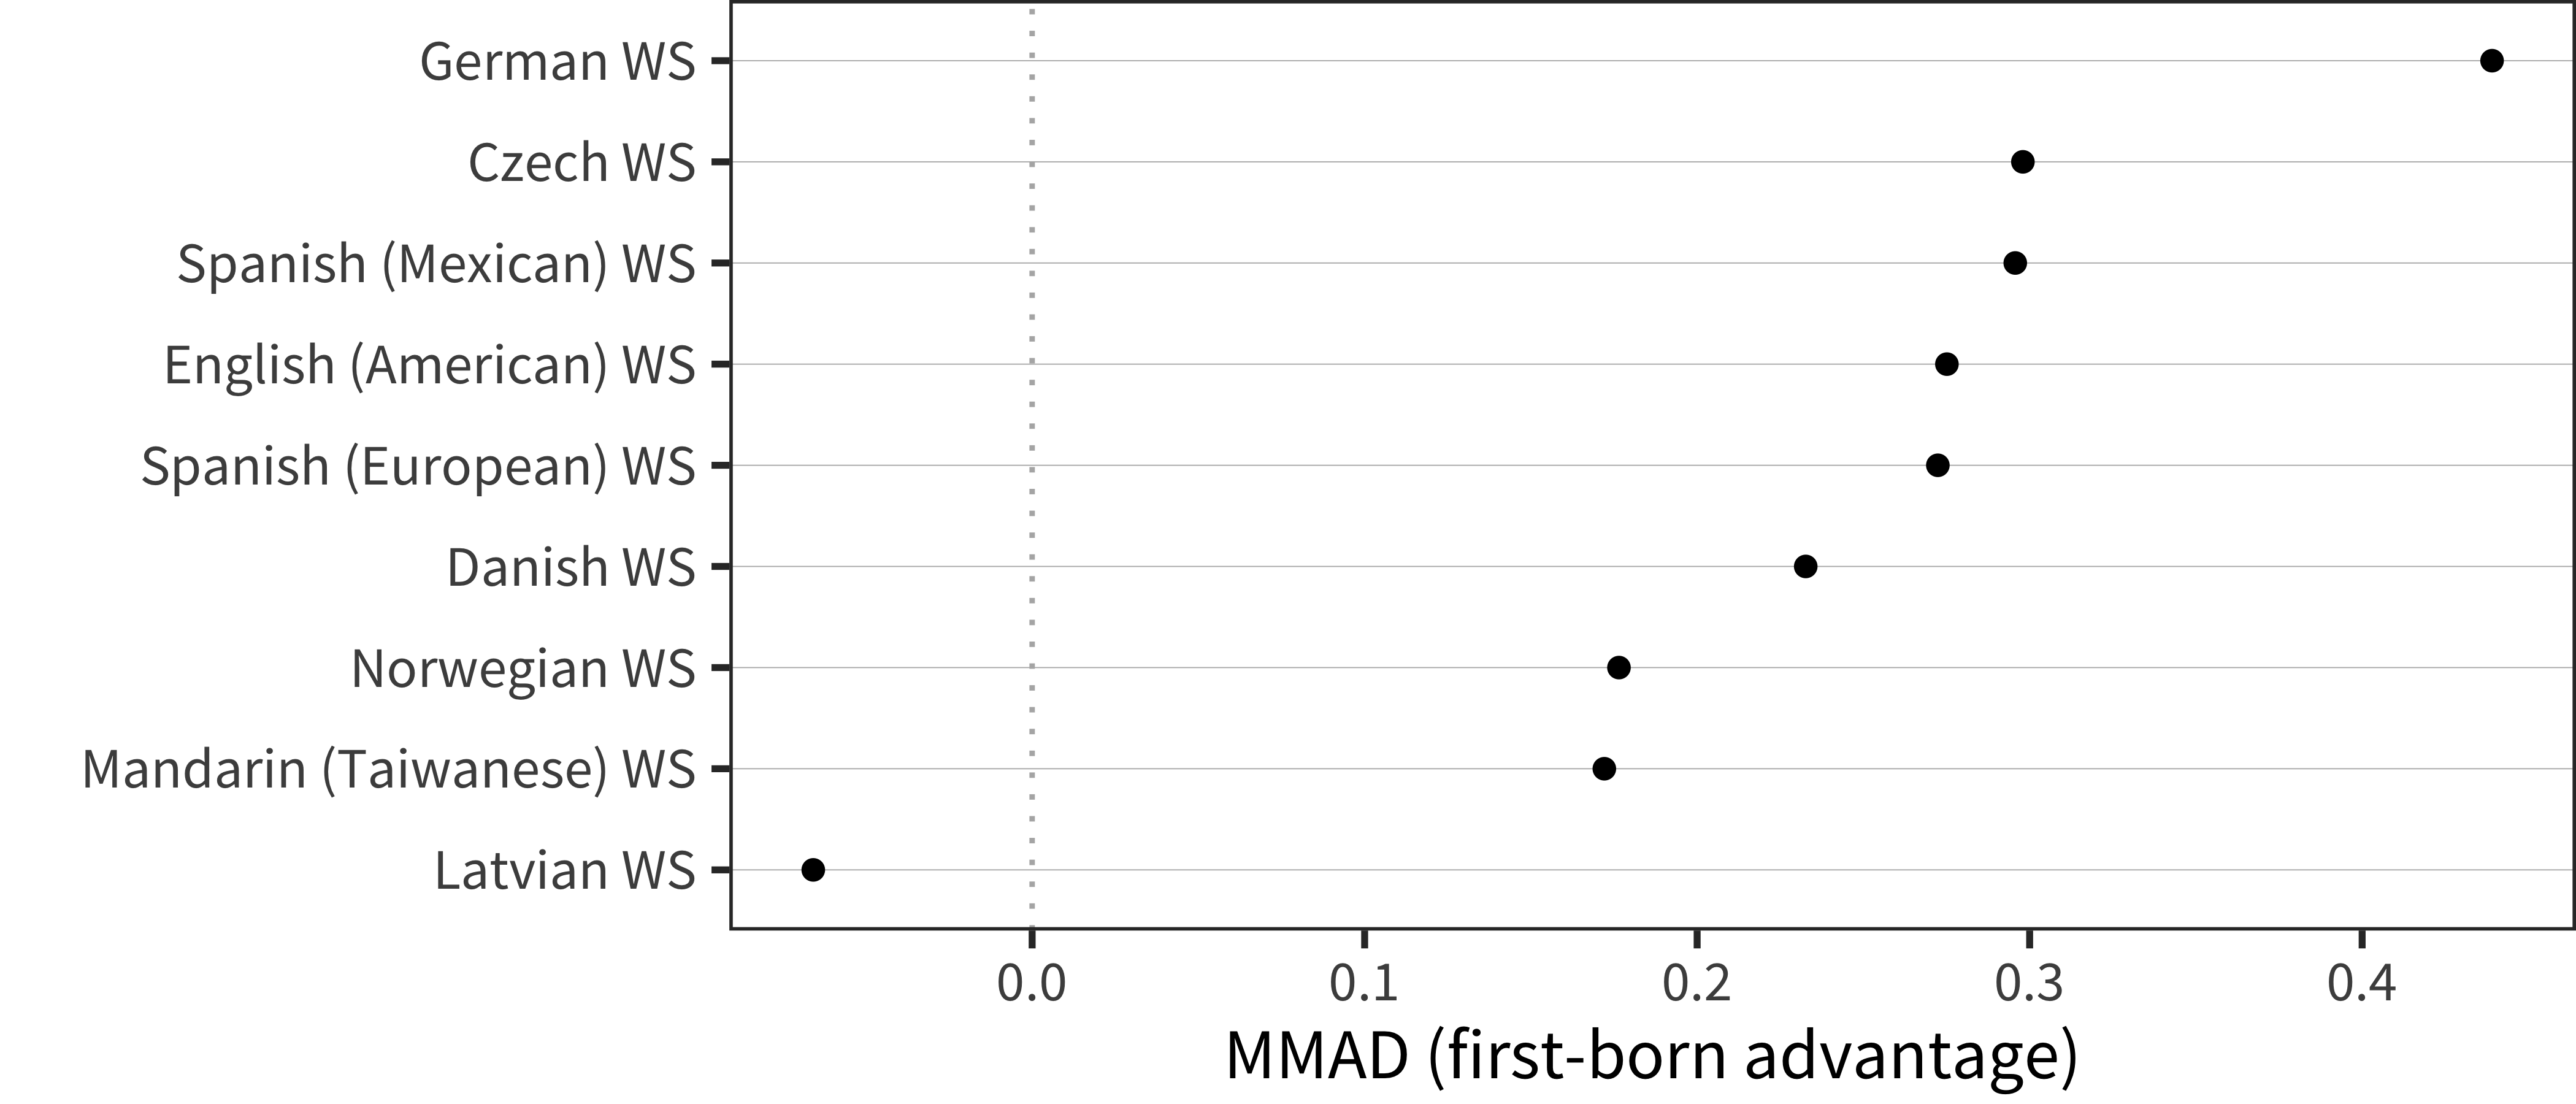 German WS
Czech WS
Spanish (Mexican) WS
English (American) WS
Spanish (European) WS
Danish WS
Norwegian WS
Mandarin (Taiwanese) WS
Latvian WS
0.0 0.1 0.2 0.3 0.4
MMAD (first-born advantage)